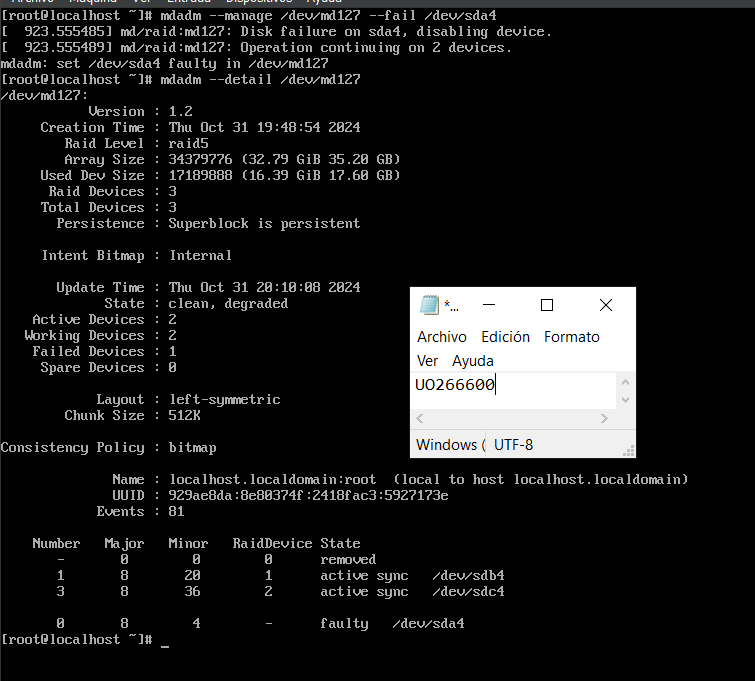 Archivo Máquina Ver Entrada Dispositivos Ayuda
[root@localhost ~]# mdadm --manage /dev/md127 --fail /dev/sda4
[  923.555485] md/raid:md127: Disk failure on sda4, disabling device.
[  923.555489] md/raid:md127: Operation continuing on 2 devices.
mdadm: set /dev/sda4 faulty in /dev/md127
[root@localhost ~]# mdadm --detail /dev/md127
/dev/md127:
Version : 1.2
Creation Time : Thu Oct 31 19:48:54 2024
Raid Level : raid5
Array Size : 34379776 (32.79 GiB 35.20 GB)
Used Dev Size : 17189888 (16.39 GiB 17.60 GB)
Raid Devices : 3
Total Devices : 3
Persistence : Superblock is persistent
Intent Bitmap : Internal
Update Time : Thu Oct 31 20:10:08 2024
State : clean, degraded
Active Devices : 2
Working Devices : 2
Failed Devices : 1
Spare Devices : 0
Layout : left-symmetric
Chunk Size : 512K
Consistency Policy : bitmap
Name : localhost.localdomain:root  (local to host localhost.localdomain)
UUID : 929ae8da:8e80374f:2418fac3:5927173e
Events : 81
Number   Major   Minor   RaidDevice State
-       0        0        0      removed
1       8       20        1      active sync   /dev/sdb4
3       8       36        2      active sync   /dev/sdc4
0       8        4        -      faulty   /dev/sda4
[root@localhost ~]# _
*...
Archivo Edición Formato
Ver Ayuda
UO266600
Windows ( UTF-8